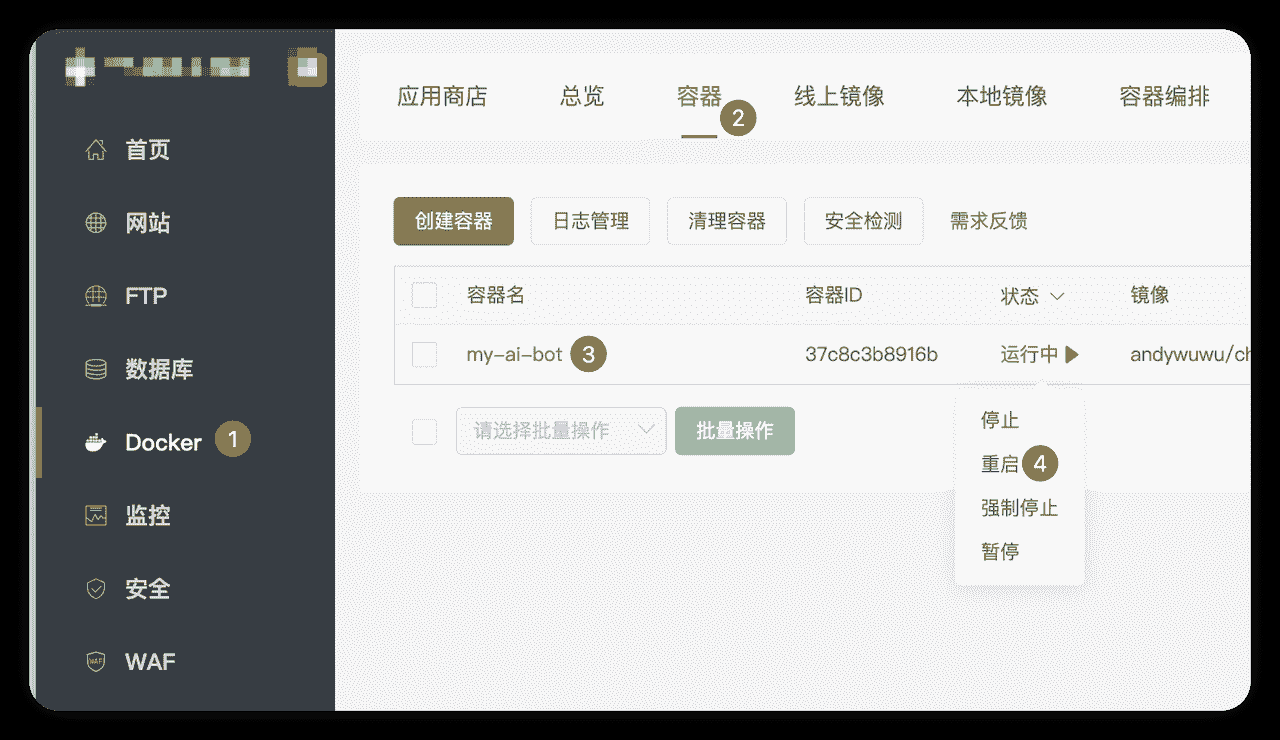 首页
网站
FTP
数据库
Docker 1
监控
安全
WAF
WAF
应用商店 总览 容器 2 线上镜像 本地镜像 容器编排
创建容器 日志管理 清理容器 安全检测 需求反馈
容器名 容器ID 状态 镜像
my-ai-bot 3 37c8c3b8916b 运行中 andywuwu/ch
请选择批量操作 批量操作
停止
重启 4
强制停止
暂停